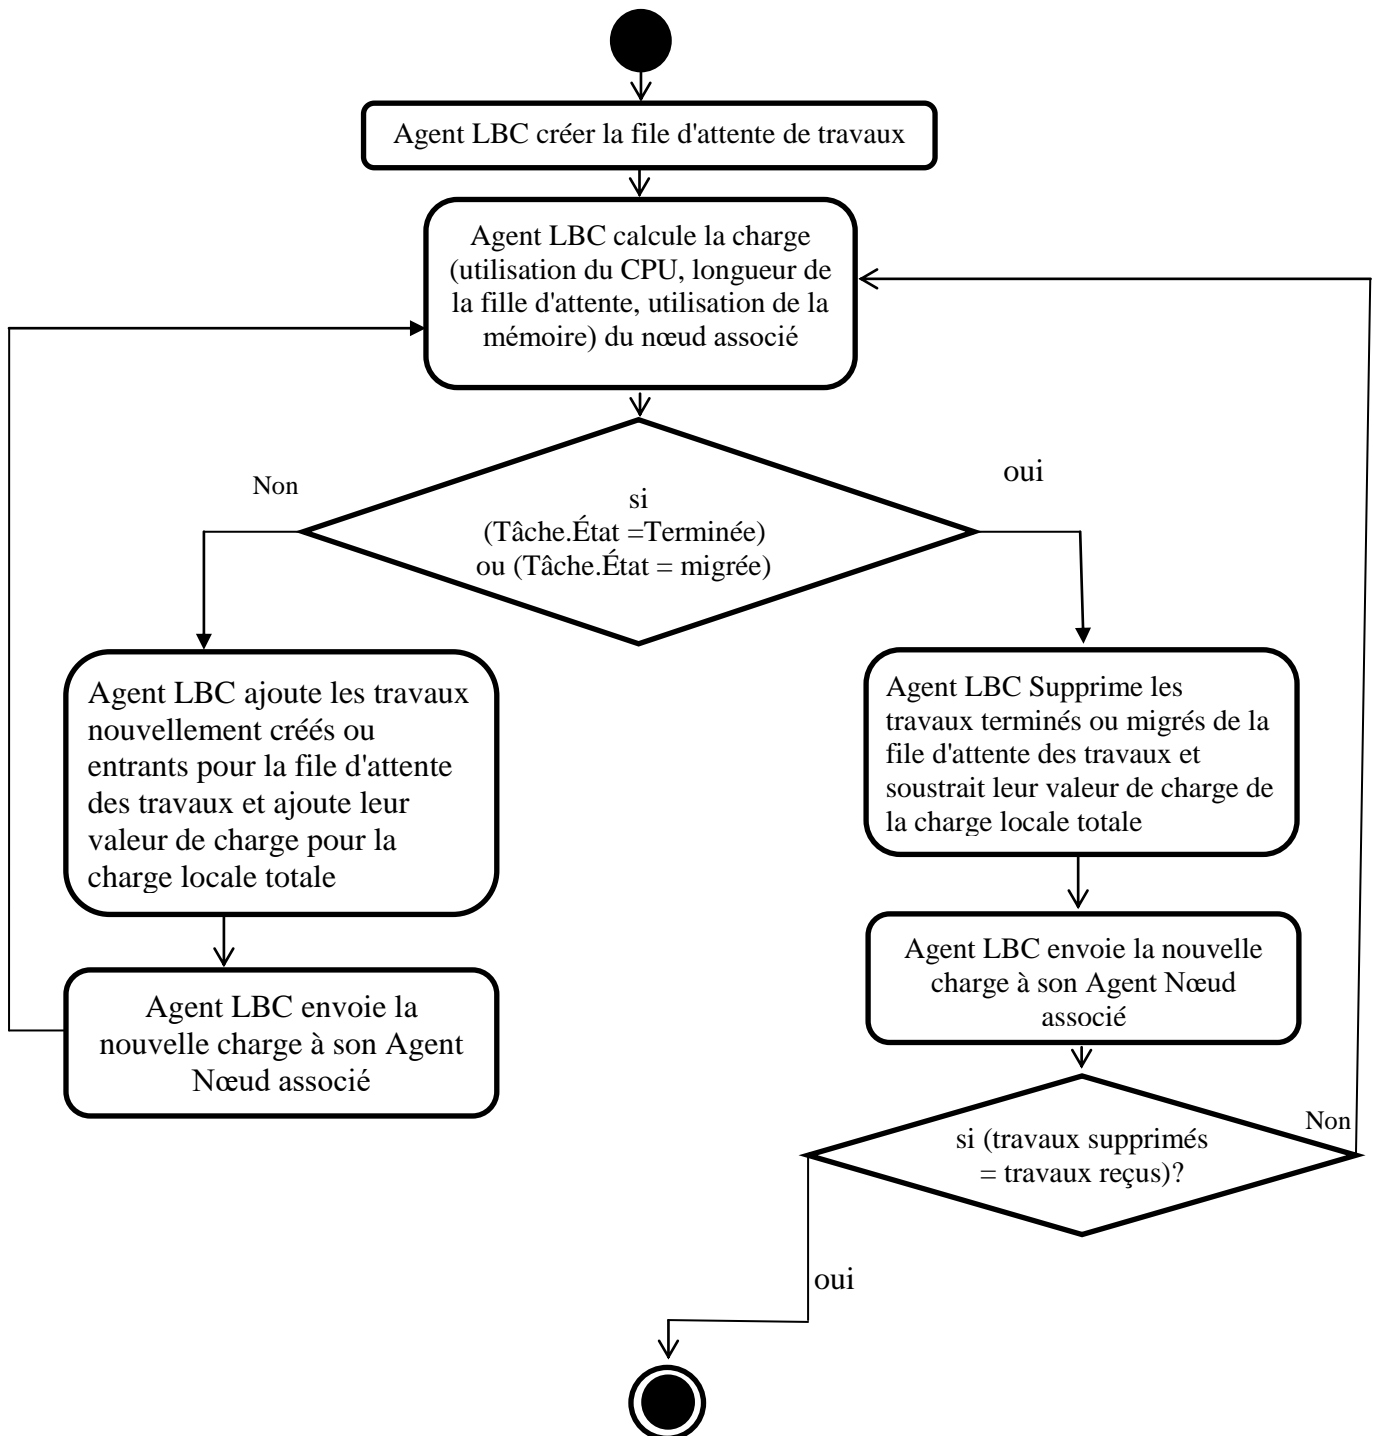 Agent LBC créer la file d'attente de travaux
Agent LBC calcule la charge
(utilisation du CPU, longueur de
la fille d'attente, utilisation de la
mémoire) du nœud associé
Non
oui
si
(Tâche.État =Terminée)
ou (Tâche.État = migrée)
Agent LBC ajoute les travaux
nouvellement créés ou
entrants pour la file d'attente
des travaux et ajoute leur
valeur de charge pour la
charge locale totale
Agent LBC Supprime les
travaux terminés ou migrés de la
file d'attente des travaux et
soustrait leur valeur de charge de
la charge locale totale
Agent LBC envoie la
nouvelle charge à son Agent
Nœud associé
Agent LBC envoie la nouvelle
charge à son Agent Nœud
associé
Non
si (travaux supprimés
= travaux reçus)?
oui